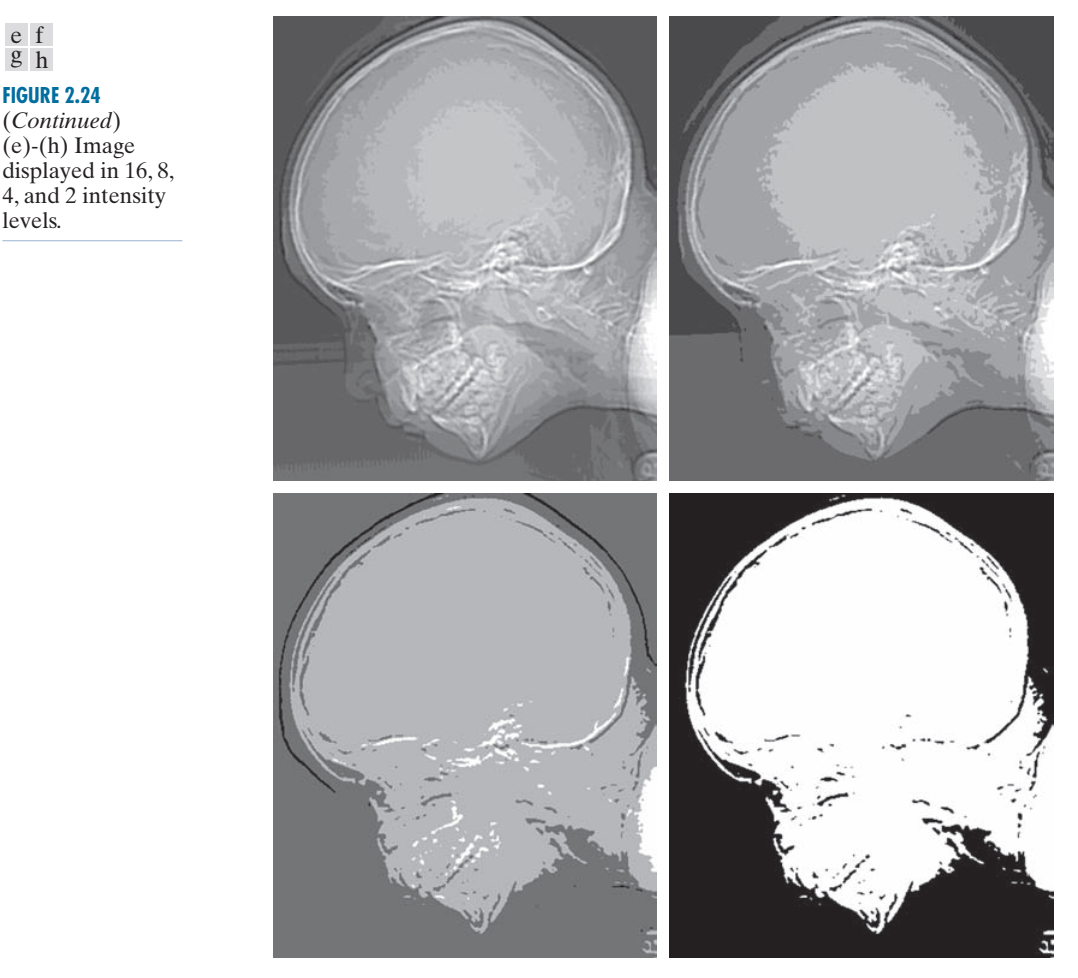 e f
g h
FIGURE 2.24
(Continued)
(e)-(h) Image
displayed in 16, 8,
4, and 2 intensity
levels.